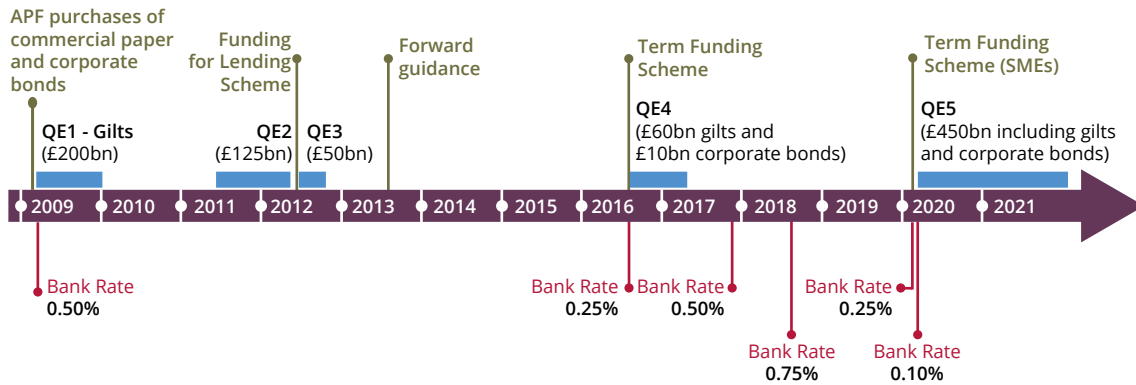 APF purchases of
commercial paper
and corporate
bonds
Funding
for Lending
Scheme
Forward
guidance
Term Funding
Scheme
Term Funding
Scheme (SMEs)
QE1 - Gilts
(£200bn)
QE2
(£125bn)
QE3
(£50bn)
QE4
(£60bn gilts and
£10bn corporate bonds)
QE5
(£450bn including gilts
and corporate bonds)
2009 2010 2011 2012 2013 2014 2015 2016 2017 2018 2019 2020 2021
Bank Rate
0.50%
Bank Rate
0.25%
Bank Rate
0.50%
Bank Rate
0.75%
Bank Rate
0.25%
Bank Rate
0.10%